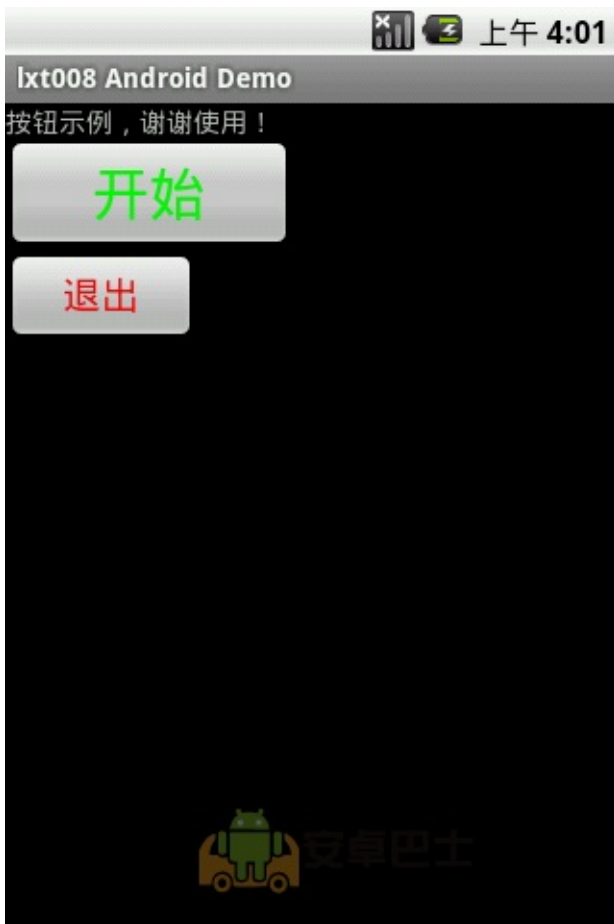 上午 4:01
lxt008 Android Demo
按钮示例，谢谢使用！
开始
退出
安卓巴士